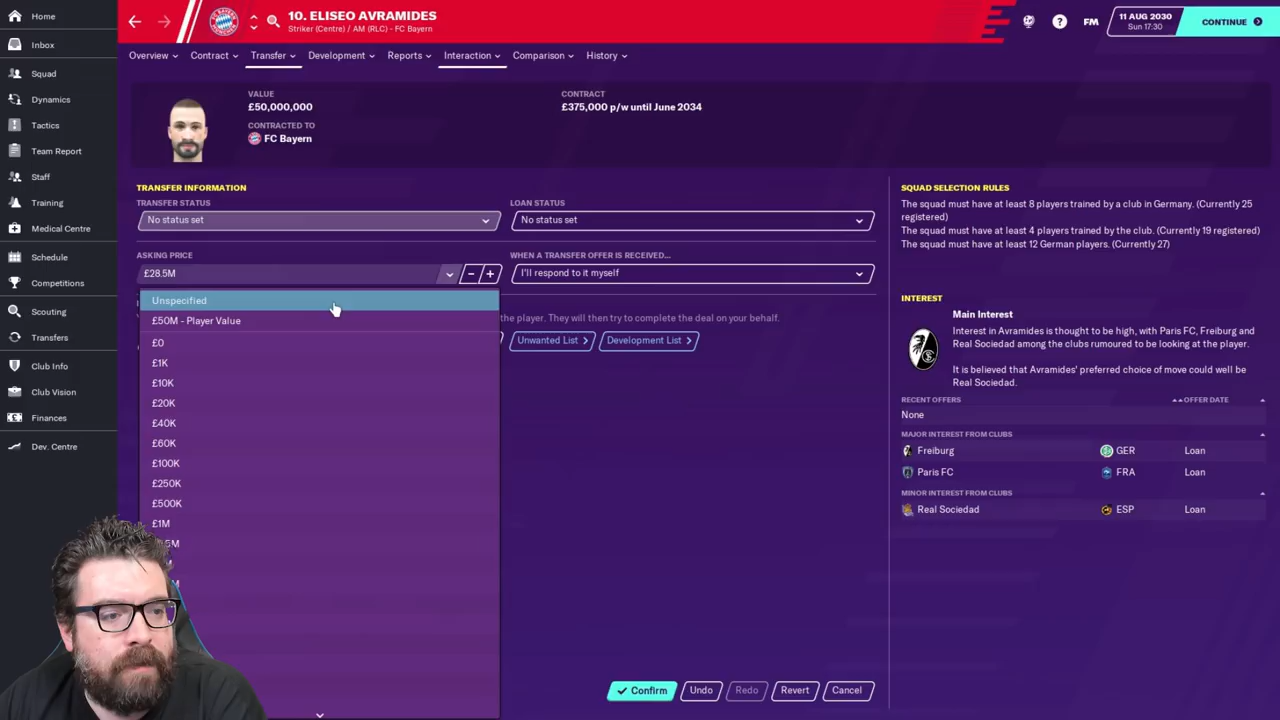 Home
Inbox
Squad
Dynamics
Tactics
Team Report
Staff
Training
Medical Centre
Schedule
Competitions
Scouting
Transfers
Club Info
Club Vision
Finances
Dev. Centre
10. ELISEO AVRAMIDES
Striker (Centre) / AM (RLC) - FC Bayern
FM
11 AUG 2030
Sun 17:30
CONTINUE
Overview
Contract
Transfer
Development
Reports
Interaction
Comparison
History
VALUE
£50,000,000
CONTRACTED TO
FC Bayern
CONTRACT
£375,000 p/w until June 2034
TRANSFER INFORMATION
TRANSFER STATUS
No status set
LOAN STATUS
No status set
ASKING PRICE
£28.5M
WHEN A TRANSFER OFFER IS RECEIVED...
I'll respond to it myself
Unspecified
£50M - Player Value
£0
£1K
£10K
£20K
£40K
£60K
£100K
£250K
£500K
£1M
the player. They will then try to complete the deal on your behalf.
Unwanted List
Development List
Confirm
Undo
Redo
Revert
Cancel
SQUAD SELECTION RULES
The squad must have at least 8 players trained by a club in Germany. (Currently 25
registered)
The squad must have at least 4 players trained by the club. (Currently 19 registered)
The squad must have at least 12 German players. (Currently 27)
INTEREST
Main Interest
Interest in Avramides is thought to be high, with Paris FC, Freiburg and
Real Sociedad among the clubs rumoured to be looking at the player.
It is believed that Avramides' preferred choice of move could well be
Real Sociedad.
RECENT OFFERS
OFFER DATE
None
MAJOR INTEREST FROM CLUBS
Freiburg GER Loan
Paris FC FRA Loan
MINOR INTEREST FROM CLUBS
Real Sociedad ESP Loan